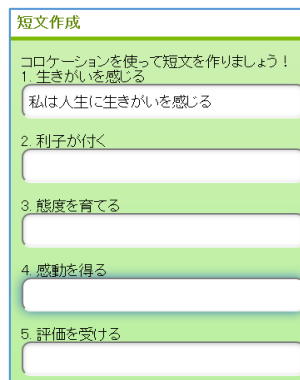 短文作成
コロケーションを使って短文を作りましょう！
1. 生きがいを感じる
私は人生に生きがいを感じる
2. 利子が付く
3. 態度を育てる
4. 感動を得る
5. 評価を受ける